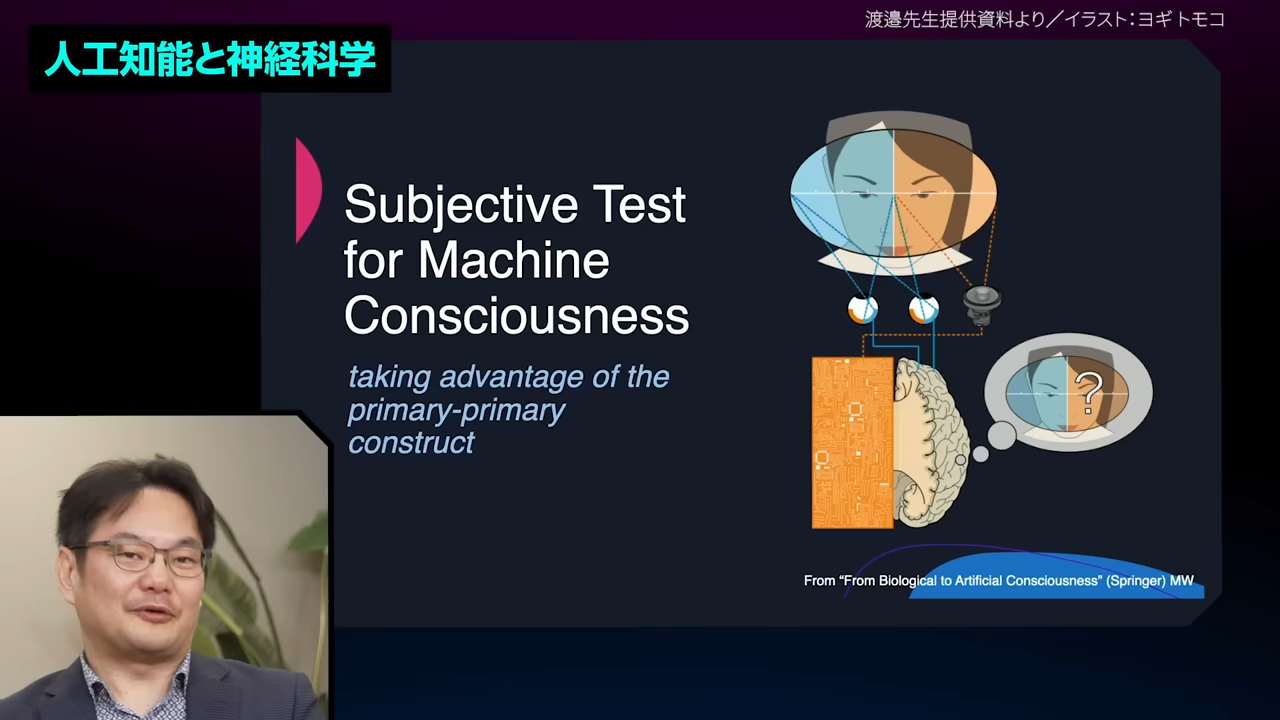 渡邉先生提供資料より／イラスト：ヨギトモコ
人工知能と神経科学
Subjective Test
for Machine
Consciousness
taking advantage of the
primary-primary
construct
?
From “From Biological to Artificial Consciousness” (Springer) MW